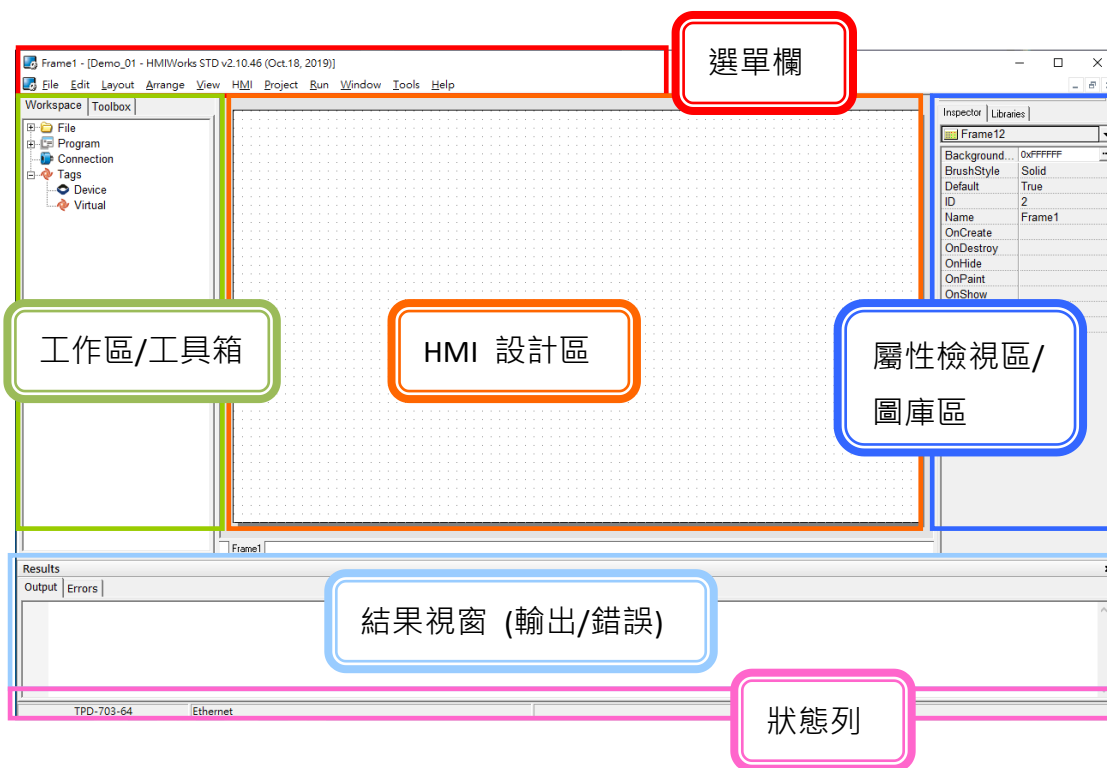 選單欄
Frame1 - [Demo_01 - HMIWorks STD v2.10.46 (Oct.18, 2019)]
File Edit Layout Arrange View HMI Project Run Window Tools Help
Workspace Toolbox
File
Program
Connection
Tags
Device
Virtual
工作區/工具箱
HMI 設計區
Frame1
Inspector Libraries
Frame12
Background... 0xFFFFFF
BrushStyle Solid
Default True
ID 2
Name Frame1
OnCreate
OnDestroy
OnHide
OnPaint
OnShow
屬性檢視區/
圖庫區
Results
Output Errors
結果視窗 (輸出/錯誤)
TPD-703-64 Ethernet
狀態列